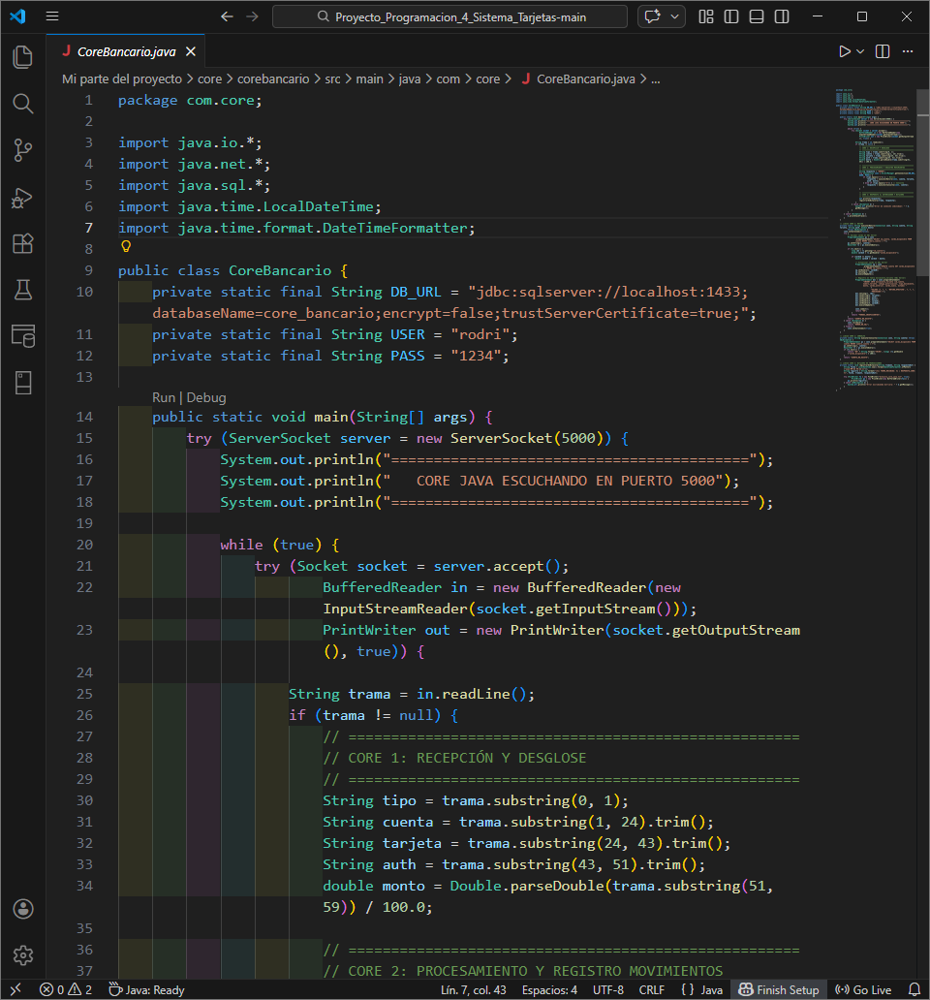 Proyecto_Programacion_4_Sistema_Tarjetas-main
J CoreBancario.java
Mi parte del proyecto > core > corebancario > src > main > java > com > core > J CoreBancario.java > ...
1 package com.core;
2
3 import java.io.*;
4 import java.net.*;
5 import java.sql.*;
6 import java.time.LocalDateTime;
7 import java.time.format.DateTimeFormatter;
8
9 public class CoreBancario {
10 private static final String DB_URL = "jdbc:sqlserver://localhost:1433;
databaseName=core_bancario;encrypt=false;trustServerCertificate=true;";
11 private static final String USER = "rodri";
12 private static final String PASS = "1234";
13
Run | Debug
14 public static void main(String[] args) {
15 try (ServerSocket server = new ServerSocket(5000)) {
16 System.out.println("==========================================");
17 System.out.println("   CORE JAVA ESCUCHANDO EN PUERTO 5000");
18 System.out.println("==========================================");
19
20 while (true) {
21 try (Socket socket = server.accept();
22 BufferedReader in = new BufferedReader(new
InputStreamReader(socket.getInputStream()));
23 PrintWriter out = new PrintWriter(socket.getOutputStream
(), true)) {
24
25 String trama = in.readLine();
26 if (trama != null) {
27 // =====================================================
28 // CORE 1: RECEPCIÓN Y DESGLOSE
29 // =====================================================
30 String tipo = trama.substring(0, 1);
31 String cuenta = trama.substring(1, 24).trim();
32 String tarjeta = trama.substring(24, 43).trim();
33 String auth = trama.substring(43, 51).trim();
34 double monto = Double.parseDouble(trama.substring(51,
59)) / 100.0;
35
36 // =====================================================
37 // CORE 2: PROCESAMIENTO Y REGISTRO MOVIMIENTOS
0 2 Java: Ready Lín. 7, col. 43 Espacios: 4 UTF-8 CRLF { } Java Finish Setup Go Live